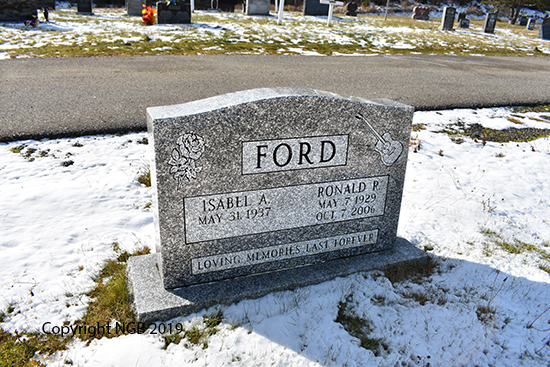 FORD
ISABEL A.
MAY 31, 1937
RONALD R.
MAY 7, 1929
OCT. 7, 2006
LOVING MEMORIES LAST FOREVER
Copyright NGB 2019